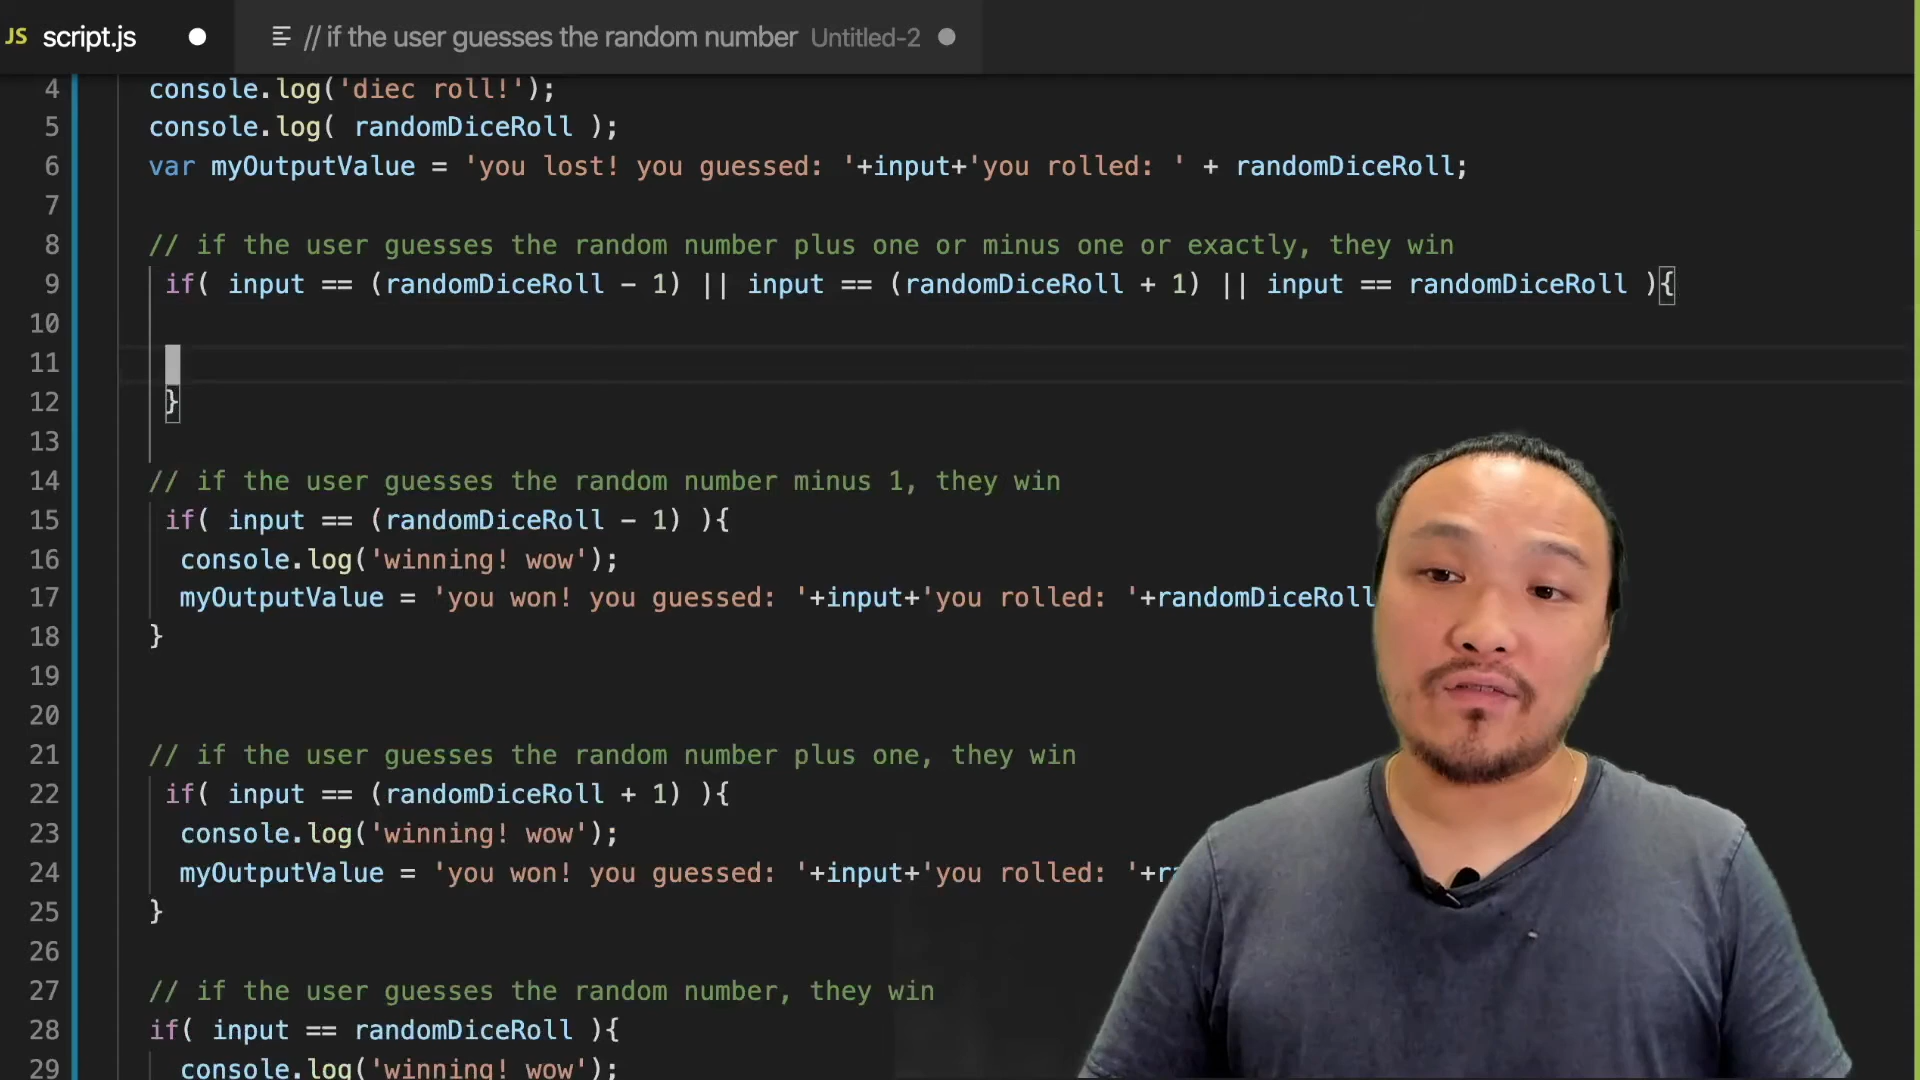 JS script.js // if the user guesses the random number Untitled-2
4 console.log('diec roll!');
5 console.log( randomDiceRoll );
6 var myOutputValue = 'you lost! you guessed: '+input+'you rolled: ' + randomDiceRoll;
7
8 // if the user guesses the random number plus one or minus one or exactly, they win
9 if( input == (randomDiceRoll - 1) || input == (randomDiceRoll + 1) || input == randomDiceRoll ){
10
11
12 }
13
14 // if the user guesses the random number minus 1, they win
15 if( input == (randomDiceRoll - 1) ){
16 console.log('winning! wow');
17 myOutputValue = 'you won! you guessed: '+input+'you rolled: '+randomDiceRoll
18 }
19
20
21 // if the user guesses the random number plus one, they win
22 if( input == (randomDiceRoll + 1) ){
23 console.log('winning! wow');
24 myOutputValue = 'you won! you guessed: '+input+'you rolled: '+r
25 }
26
27 // if the user guesses the random number, they win
28 if( input == randomDiceRoll ){
29 console.log('winning! wow');